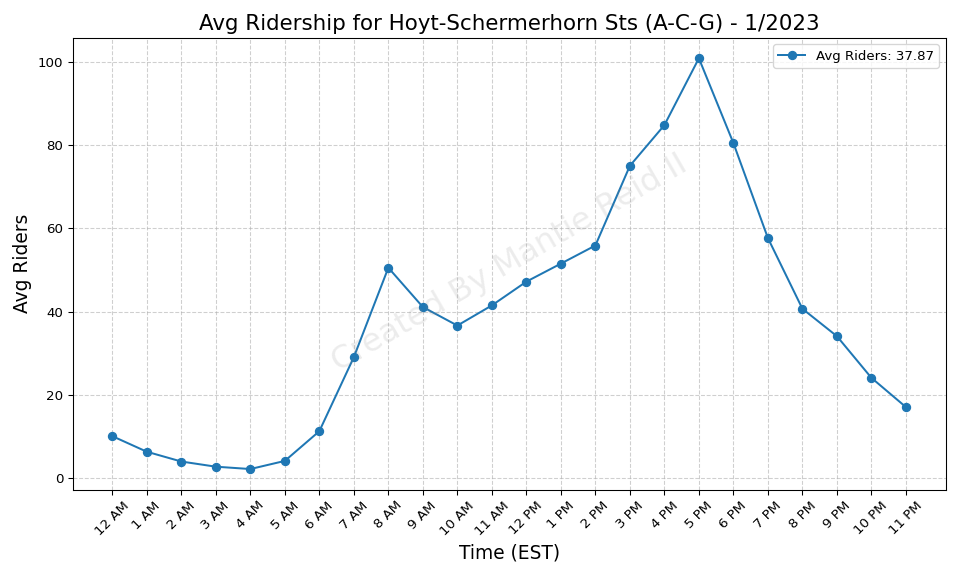 Avg Ridership for Hoyt-Schermerhorn Sts (A-C-G) - 1/2023
Avg Riders: 37.87
100
80
60
40
20
0
Avg Riders
Created By Mantie Reid II
12 AM
1 AM
2 AM
3 AM
4 AM
5 AM
6 AM
7 AM
8 AM
9 AM
10 AM
11 AM
12 PM
1 PM
2 PM
3 PM
4 PM
5 PM
6 PM
7 PM
8 PM
9 PM
10 PM
11 PM
Time (EST)